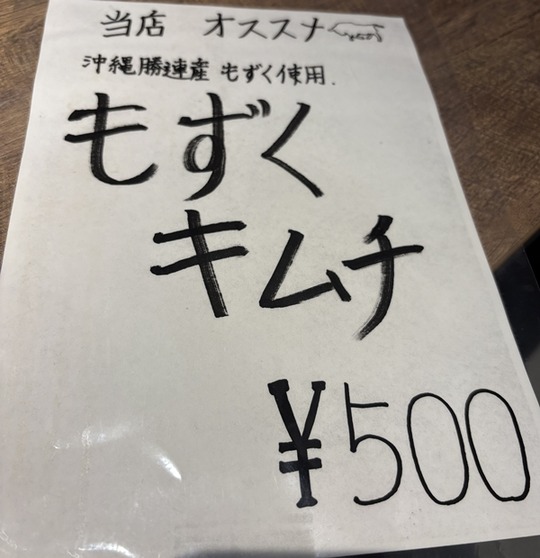 当店 オススメ
沖縄勝連産 もずく使用.
もずく
キムチ
¥500